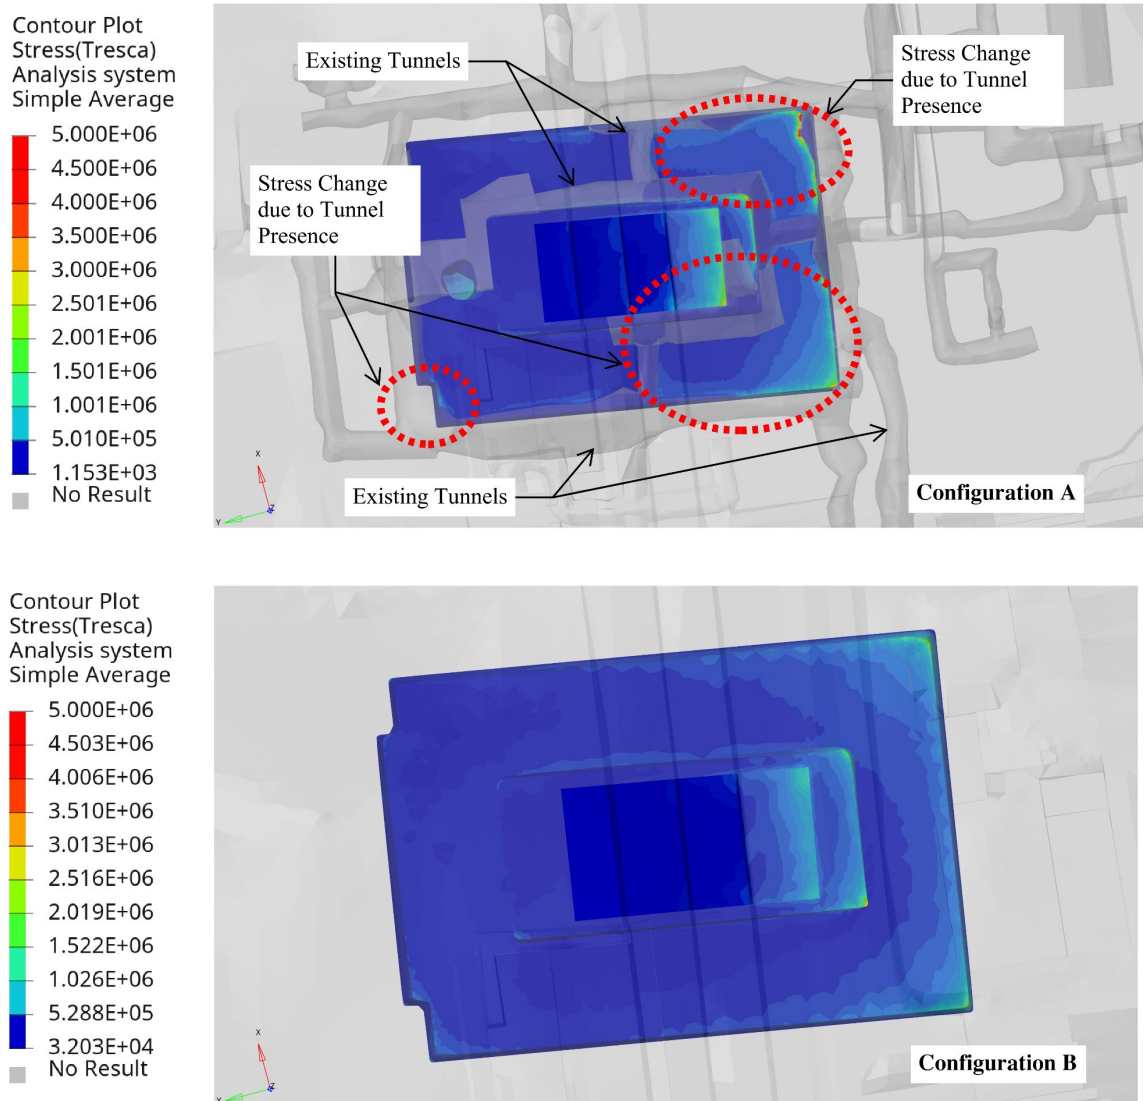 Contour Plot
Stress(Tresca)
Analysis system
Simple Average
5.000E+06
4.500E+06
4.000E+06
3.500E+06
3.000E+06
2.501E+06
2.001E+06
1.501E+06
1.001E+06
5.010E+05
1.153E+03
No Result
Existing Tunnels
Stress Change
due to Tunnel
Presence
Stress Change
due to Tunnel
Presence
Existing Tunnels
Configuration A
X
Y
Z
Contour Plot
Stress(Tresca)
Analysis system
Simple Average
5.000E+06
4.503E+06
4.006E+06
3.510E+06
3.013E+06
2.516E+06
2.019E+06
1.522E+06
1.026E+06
5.288E+05
3.203E+04
No Result
Configuration B
X
Y
Z